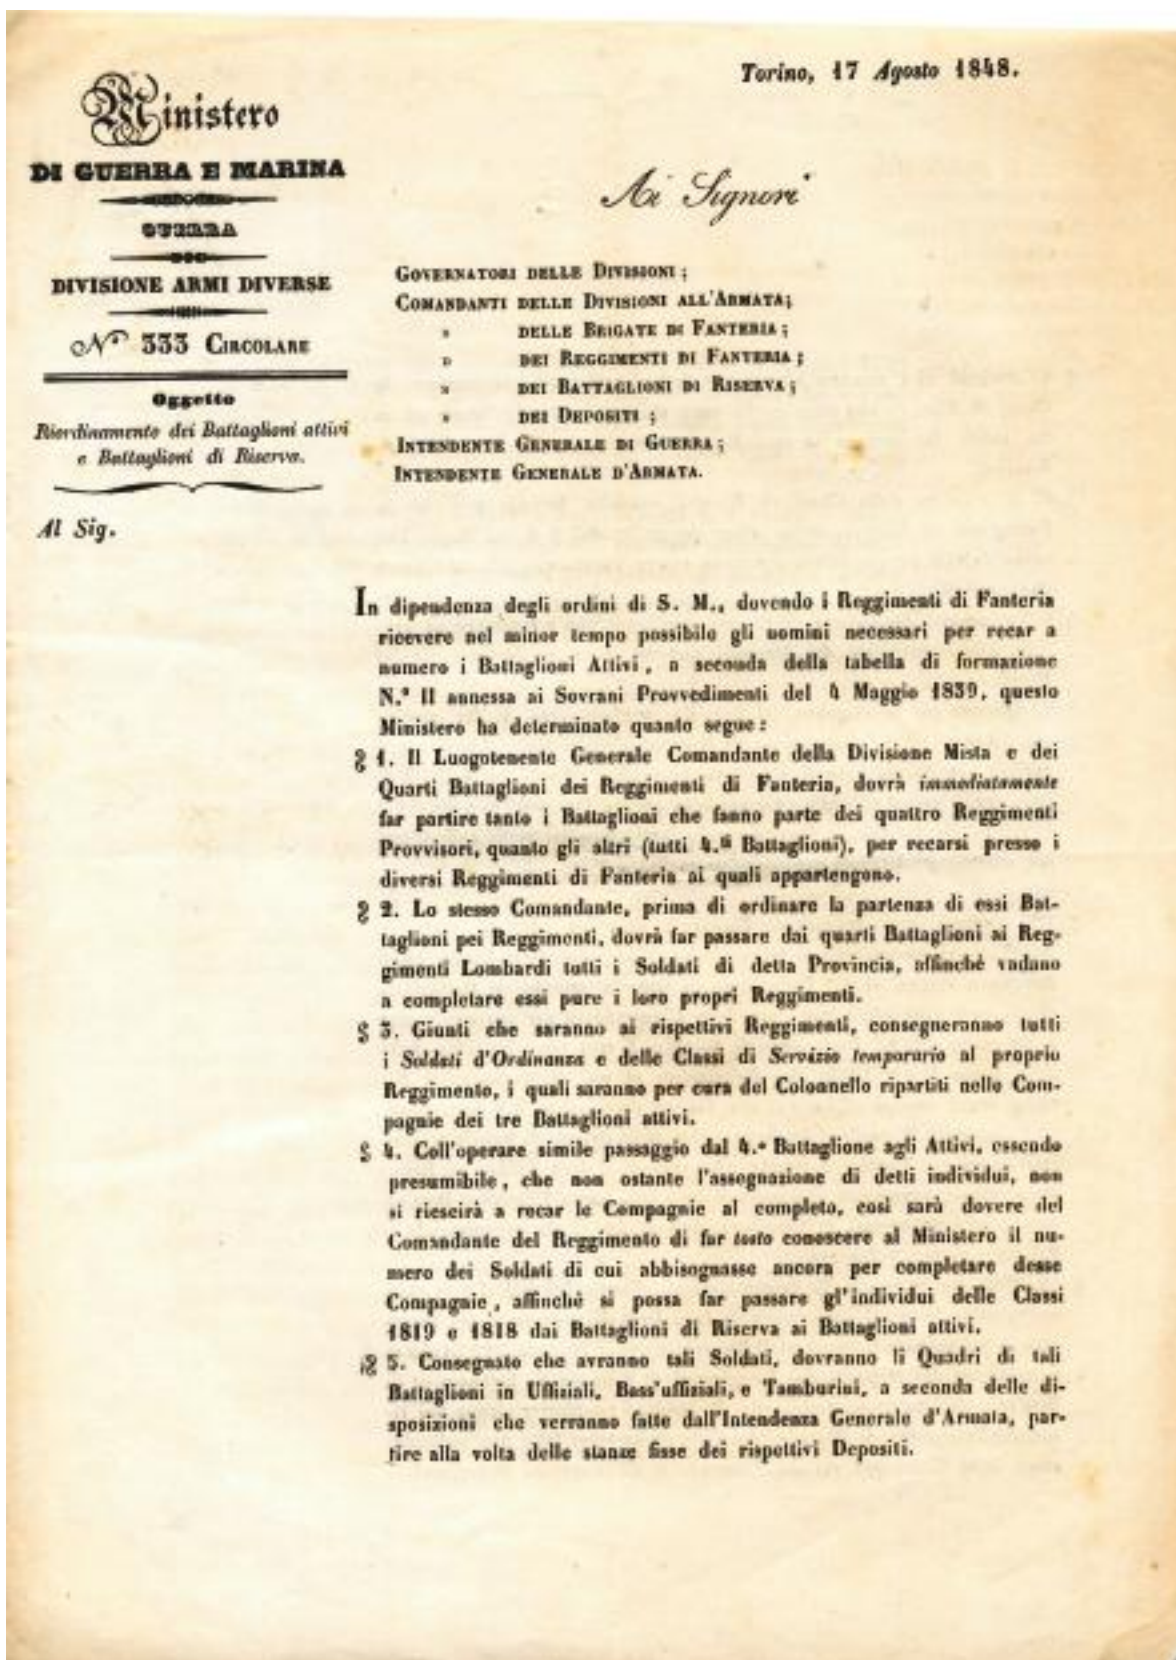 Torino, 17 Agosto 1848.
Ministero
DI GUERRA E MARINA
GUERRA
DIVISIONE ARMI DIVERSE
N° 333 CIRCOLARE
Oggetto
Riordinamento dei Battaglioni attivi
e Battaglioni di Riserva.
Al Sig.
Ai Signori
GOVERNATORI DELLE DIVISIONI ;
COMANDANTI DELLE DIVISIONI ALL'ARMATA ;
» DELLE BRIGATE DI FANTERIA ;
» DEI REGGIMENTI DI FANTERIA ;
» DEI BATTAGLIONI DI RISERVA ;
» DEI DEPOSITI ;
INTENDENTE GENERALE DI GUERRA ;
INTENDENTE GENERALE D'ARMATA.
In dipendenza degli ordini di S. M., dovendo i Reggimenti di Fanteria
ricevere nel minor tempo possibile gli uomini necessari per recar a
numero i Battaglioni Attivi, a seconda della tabella di formazione
N.° II annessa ai Sovrani Provvedimenti del 4 Maggio 1839, questo
Ministero ha determinato quanto segue :
§ 1. Il Luogotenente Generale Comandante della Divisione Mista e dei
Quarti Battaglioni dei Reggimenti di Fanteria, dovrà immediatamente
far partire tanto i Battaglioni che fanno parte dei quattro Reggimenti
Provvisori, quanto gli altri (tutti 4.ti Battaglioni), per recarsi presso i
diversi Reggimenti di Fanteria ai quali appartengono.
§ 2. Lo stesso Comandante, prima di ordinare la partenza di essi Bat-
taglioni pei Reggimenti, dovrà far passare dai quarti Battaglioni ai Reg-
gimenti Lombardi tutti i Soldati di detta Provincia, affinché vadano
a completare essi pure i loro propri Reggimenti.
§ 3. Giunti che saranno ai rispettivi Reggimenti, consegneranno tutti
i Soldati d'Ordinanza e delle Classi di Servizio temporario al proprio
Reggimento, i quali saranno per cura del Colonnello ripartiti nelle Com-
pagnie dei tre Battaglioni attivi.
§ 4. Coll'operare simile passaggio dal 4.° Battaglione agli Attivi, essendo
presumibile, che non ostante l'assegnazione di detti individui, non
si riescirà a recar le Compagnie al completo, così sarà dovere del
Comandante del Reggimento di far tosto conoscere al Ministero il nu-
mero dei Soldati di cui abbisognasse ancora per completare desse
Compagnie, affinché si possa far passare gl'individui delle Classi
1819 e 1818 dai Battaglioni di Riserva ai Battaglioni attivi.
§ 5. Consegnato che avranno tali Soldati, dovranno li Quadri di tali
Battaglioni in Uffiziali, Bass'uffiziali, e Tamburini, a seconda delle di-
sposizioni che verranno fatte dall'Intendenza Generale d'Armata, par-
tire alla volta delle stanze fisse dei rispettivi Depositi.